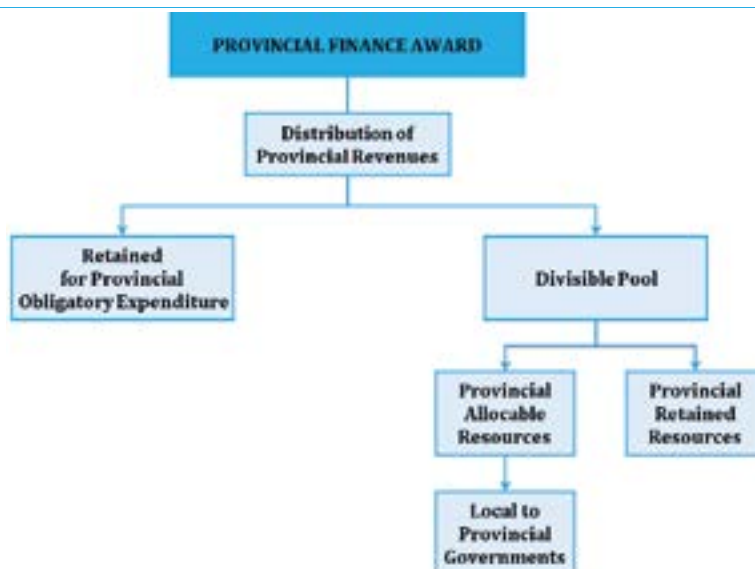 PROVINCIAL FINANCE AWARD
Distribution of
Provincial Revenues
Retained
for Provincial
Obligatory Expenditure
Divisible Pool
Provincial
Allocable
Resources
Provincial
Retained
Resources
Local to
Provincial
Governments